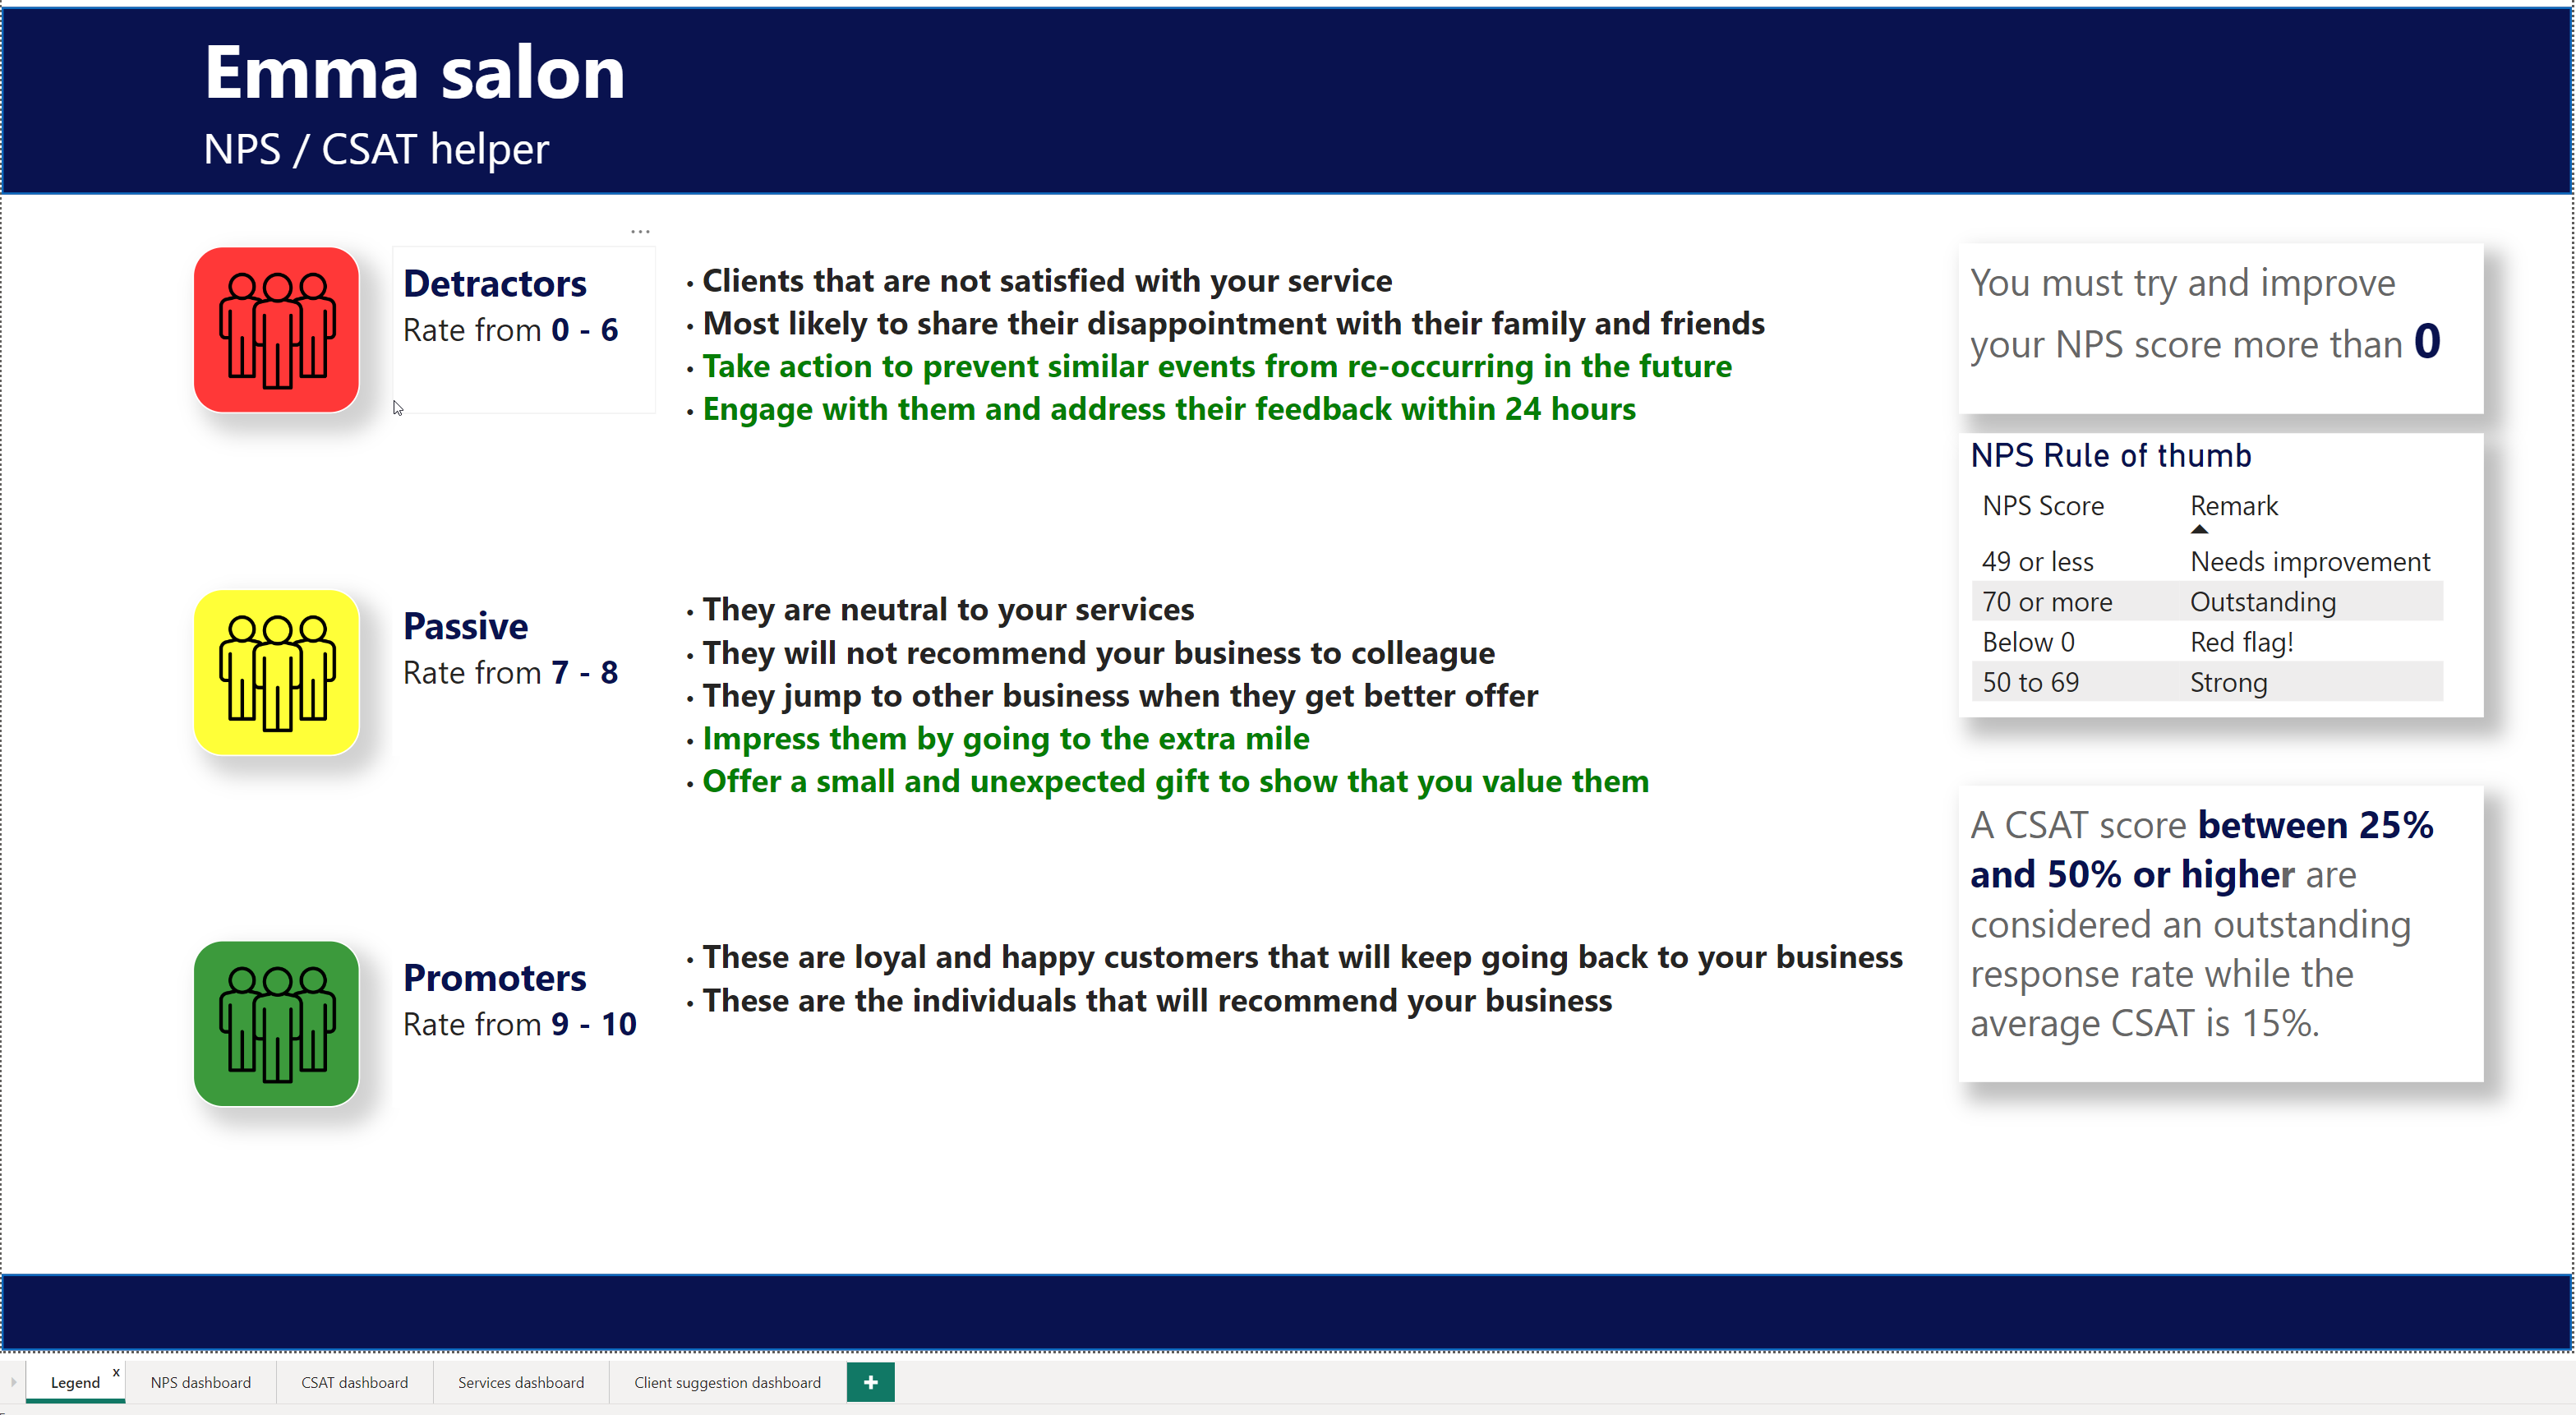 Emma salon
NPS / CSAT helper
Detractors
Rate from 0 - 6
• Clients that are not satisfied with your service
• Most likely to share their disappointment with their family and friends
• Take action to prevent similar events from re-occurring in the future
• Engage with them and address their feedback within 24 hours
Passive
Rate from 7 - 8
• They are neutral to your services
• They will not recommend your business to colleague
• They jump to other business when they get better offer
• Impress them by going to the extra mile
• Offer a small and unexpected gift to show that you value them
Promoters
Rate from 9 - 10
• These are loyal and happy customers that will keep going back to your business
• These are the individuals that will recommend your business
You must try and improve
your NPS score more than 0
NPS Rule of thumb
NPS Score Remark
49 or less Needs improvement
70 or more Outstanding
Below 0 Red flag!
50 to 69 Strong
A CSAT score between 25%
and 50% or higher are
considered an outstanding
response rate while the
average CSAT is 15%.
Legend x NPS dashboard CSAT dashboard Services dashboard Client suggestion dashboard +